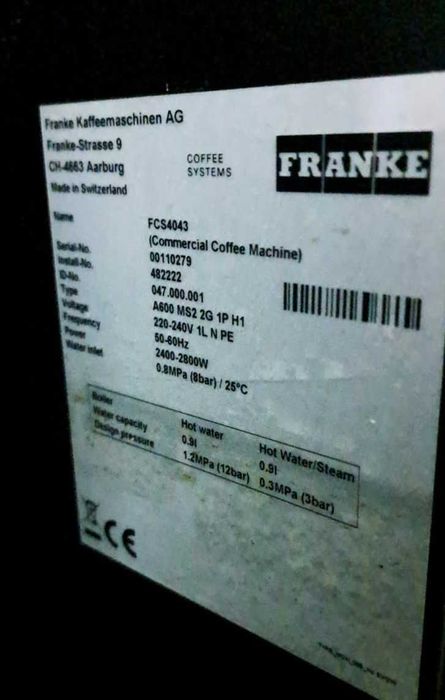 Franke Kaffeemaschinen AG
Franke-Strasse 9
CH-4663 Aarburg
Made in Switzerland
COFFEE
SYSTEMS
FRANKE
Name FCS4043
(Commercial Coffee Machine)
Serial-No. 00110279
Install-No. 482222
ID-No. 047.000.001
Type A600 MS2 2G 1P H1
Voltage 220-240V 1L N PE
Frequency 50-60Hz
Power 2400-2800W
Water inlet 0.8MPa (8bar) / 25°C
Boiler Hot water Hot Water/Steam
Water capacity 0.9l 0.9l
Design pressure 1.2MPa (12bar) 0.3MPa (3bar)
CE